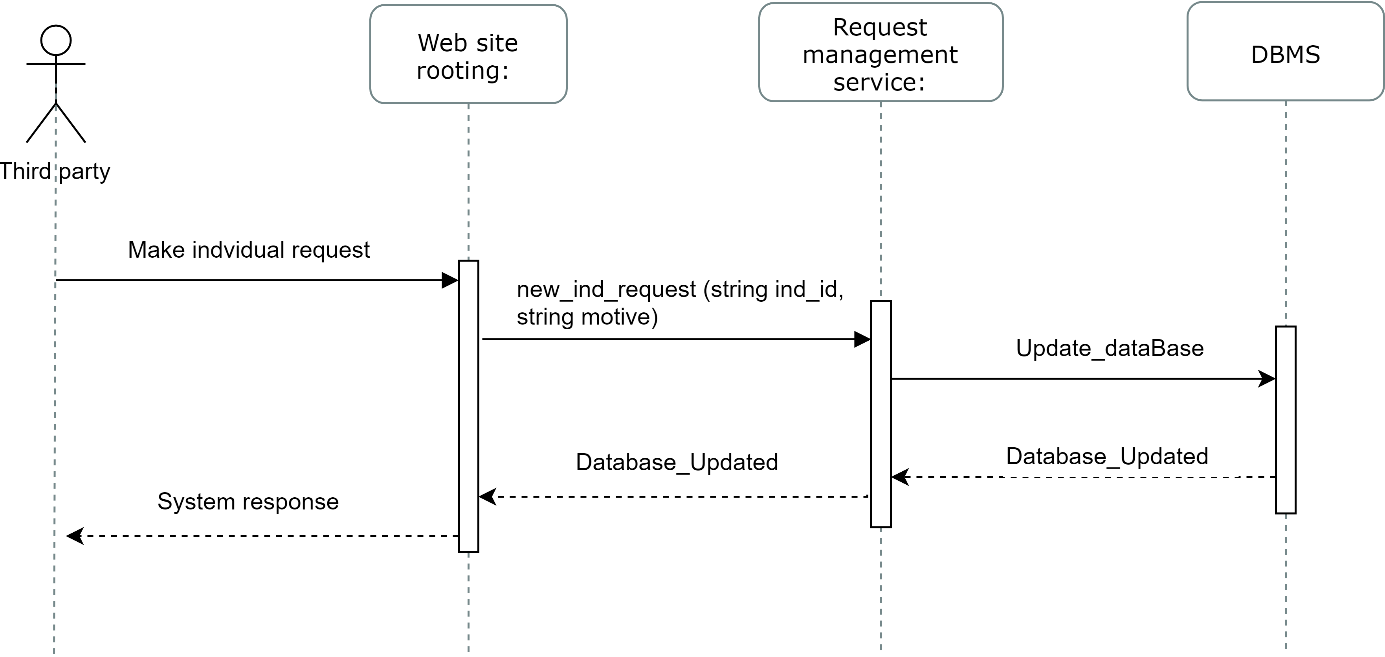 Web site
rooting:
Request
management
service:
DBMS
Third party
Make indvidual request
new_ind_request (string ind_id,
string motive)
Update_dataBase
Database_Updated
Database_Updated
System response